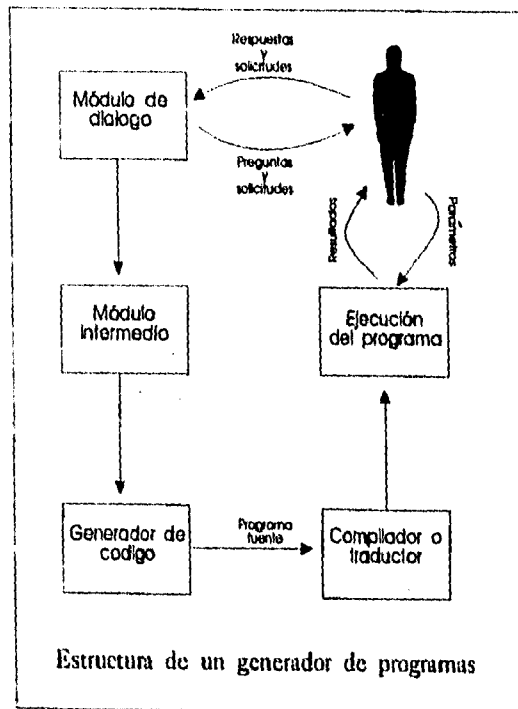 Respuestas
y
solicitudes
Módulo de
dialogo
Preguntas
y
solicitudes
Resultados
Parámetros
Módulo
intermedio
Ejecución
del programa
Generador de
codigo
Programa
fuente
Compilador o
traductor
Estructura de un generador de programas